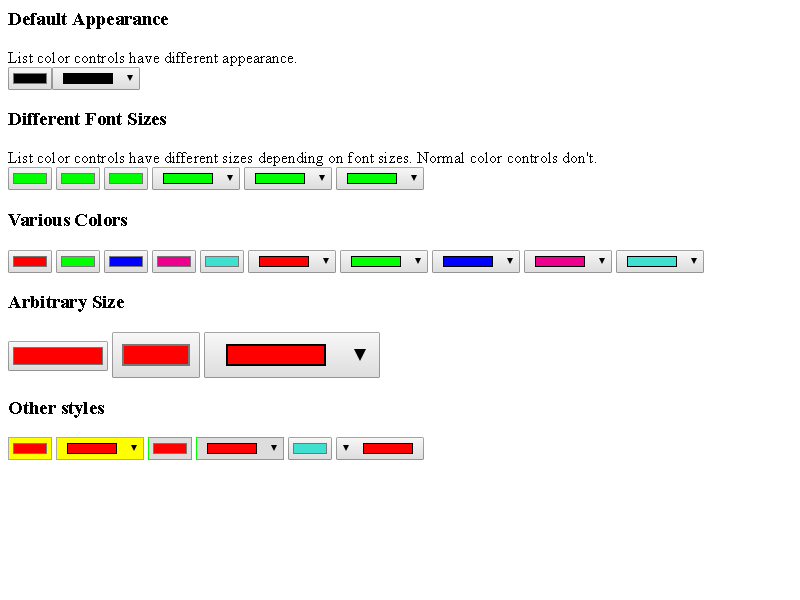 Default Appearance
List color controls have different appearance.
Different Font Sizes
List color controls have different sizes depending on font sizes. Normal color controls don't.
Various Colors
Arbitrary Size
Other styles